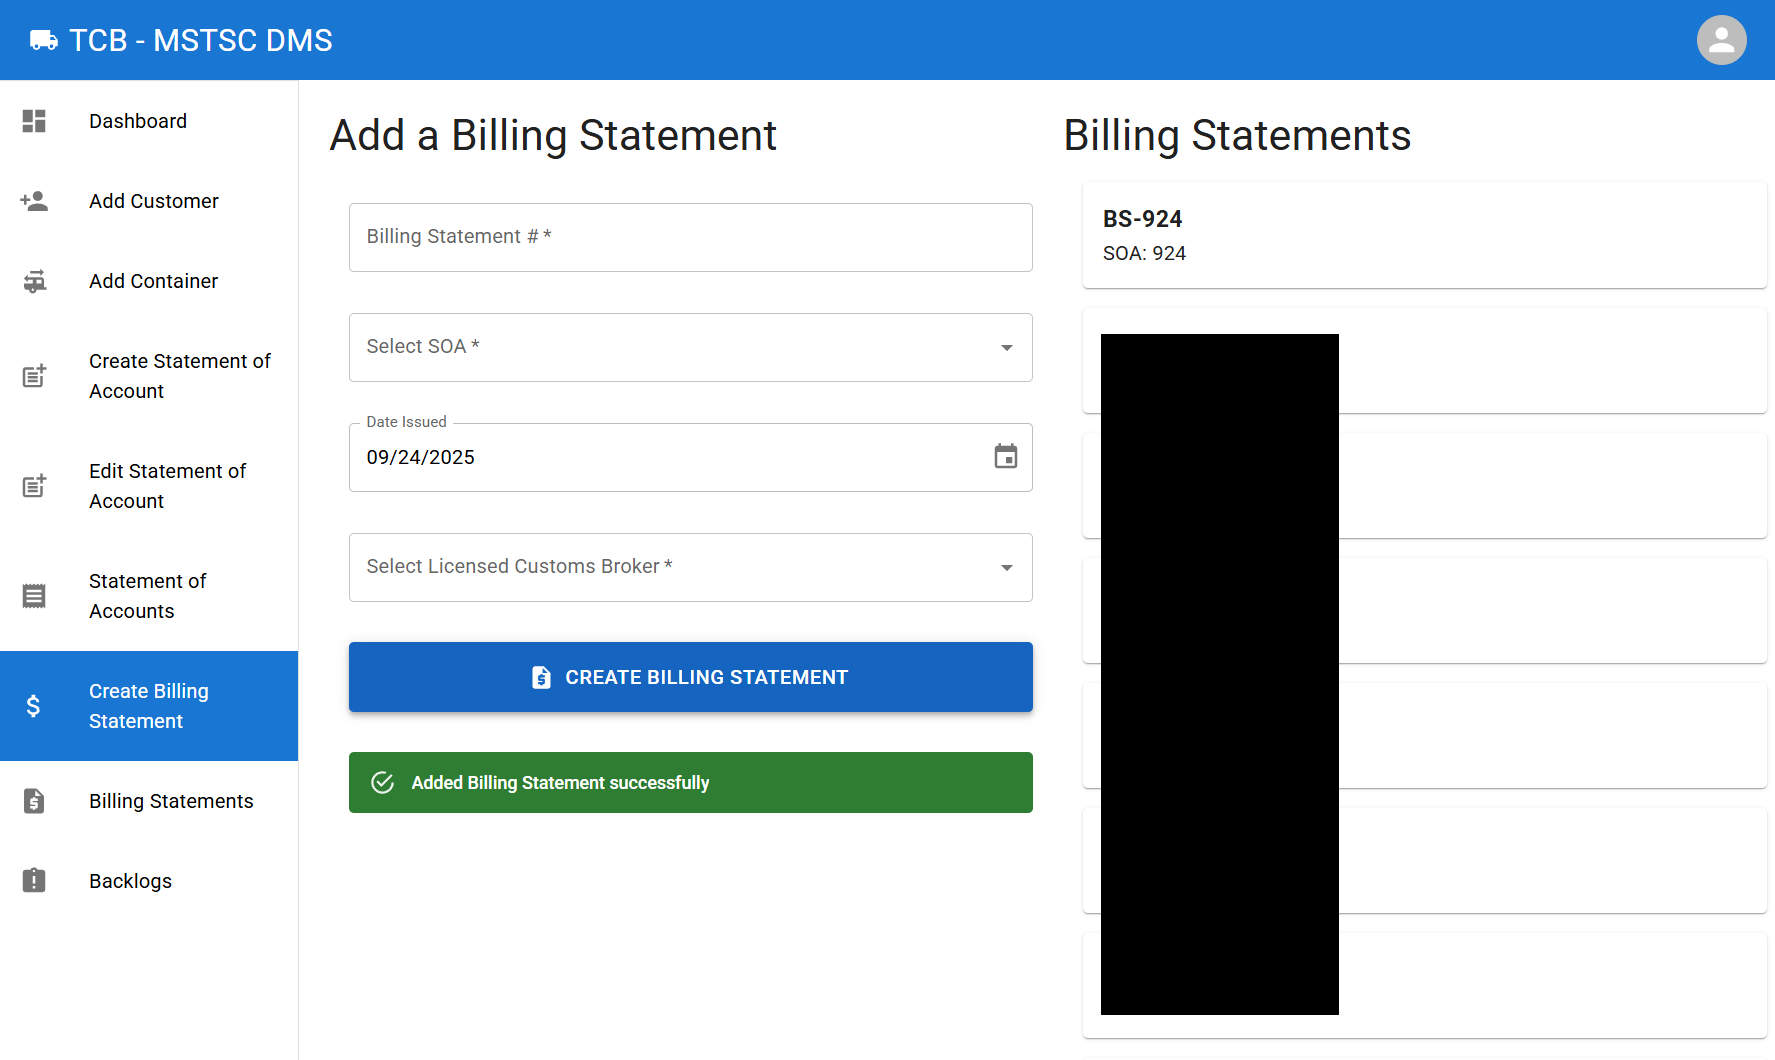 TCB - MSTSC DMS
Dashboard
Add Customer
Add Container
Create Statement of
Account
Edit Statement of
Account
Statement of
Accounts
Create Billing
Statement
Billing Statements
Backlogs
Add a Billing Statement
Billing Statement # *
Select SOA *
Date Issued
09/24/2025
Select Licensed Customs Broker *
CREATE BILLING STATEMENT
Added Billing Statement successfully
Billing Statements
BS-924
SOA: 924